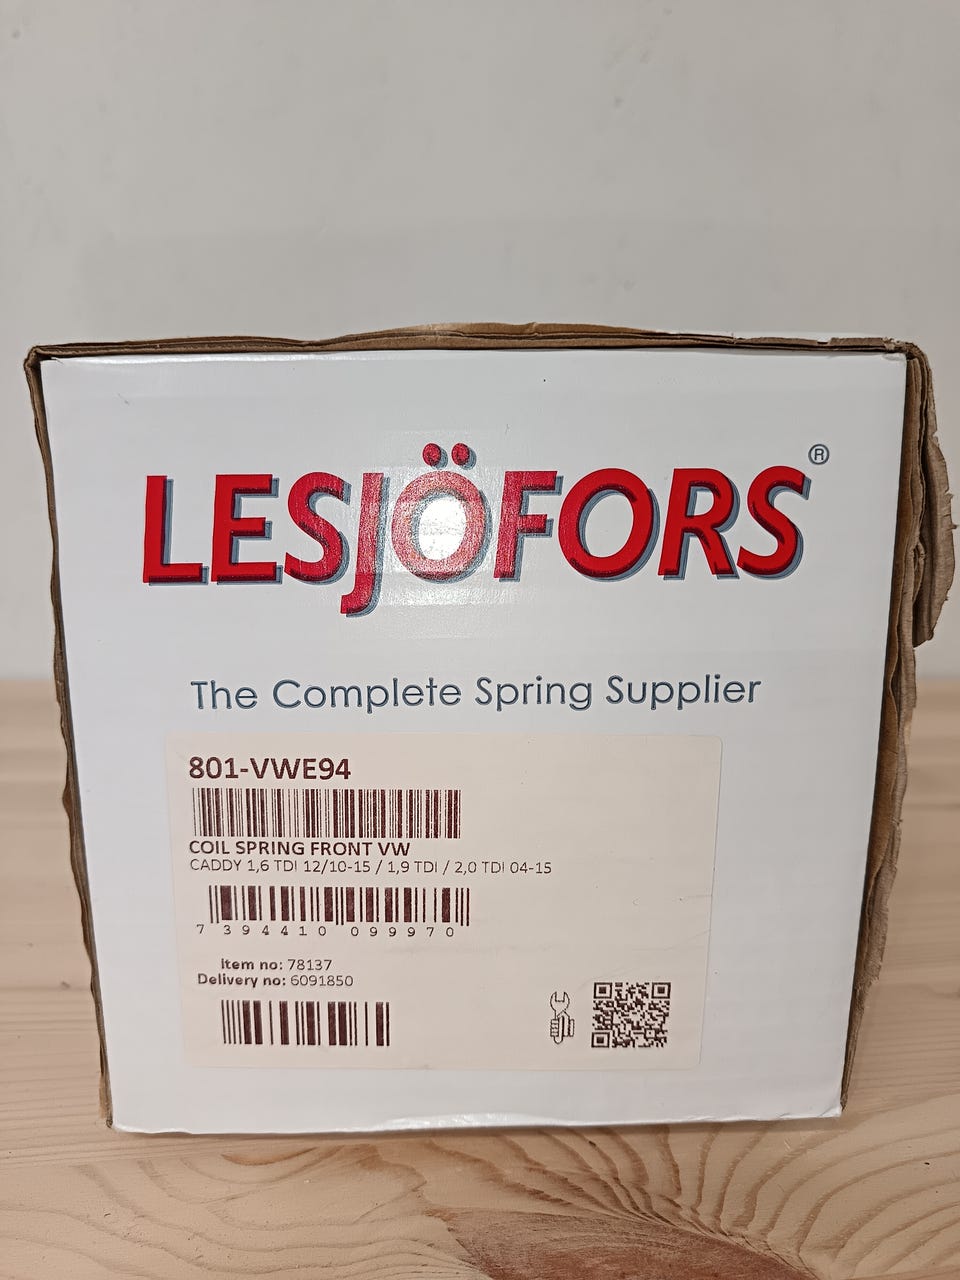 LESJÖFORS®
The Complete Spring Supplier
801-VWE94
COIL SPRING FRONT VW
CADDY 1,6 TDI 12/10-15 / 1,9 TDI / 2,0 TDI 04-15
7 394410 099970
Item no: 78137
Delivery no: 6091850